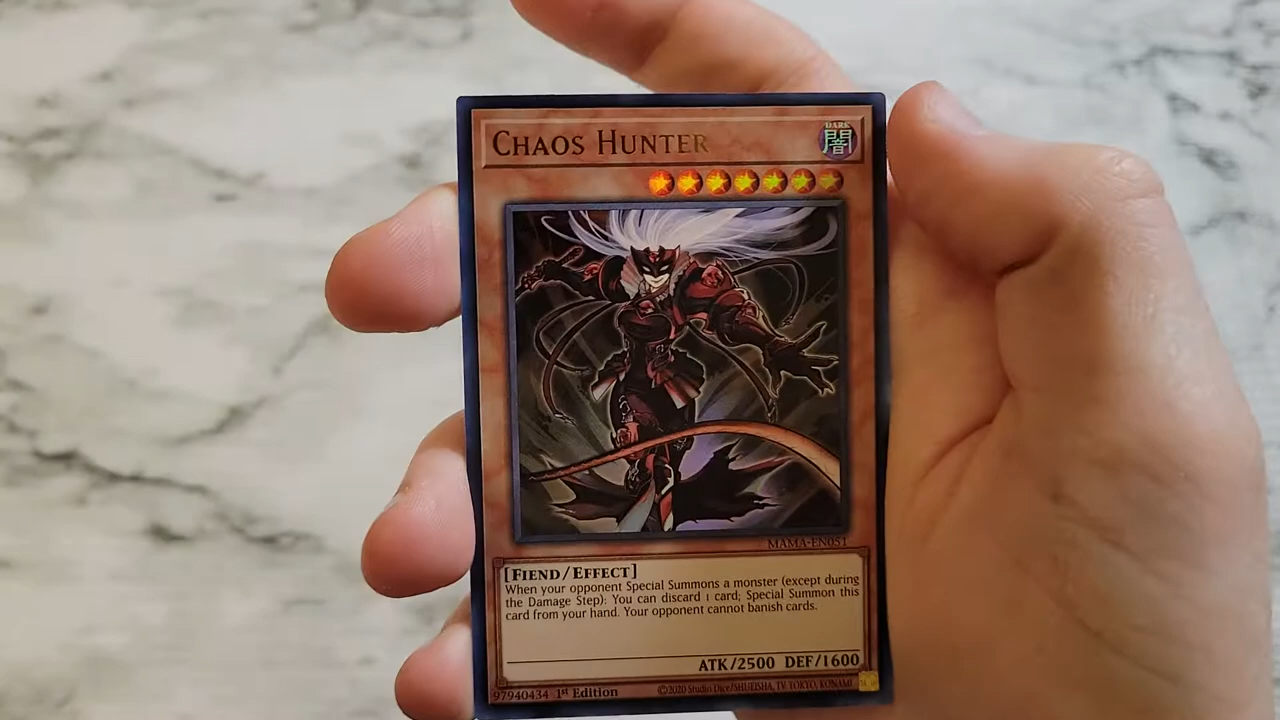 CHAOS HUNTER
DARK
闇
MAMA-EN051
[FIEND/EFFECT]
When your opponent Special Summons a monster (except during
the Damage Step): You can discard 1 card; Special Summon this
card from your hand. Your opponent cannot banish cards.
ATK/2500 DEF/1600
97940434 1st Edition ©2020 Studio Dice/SHUEISHA, TV TOKYO, KONAMI